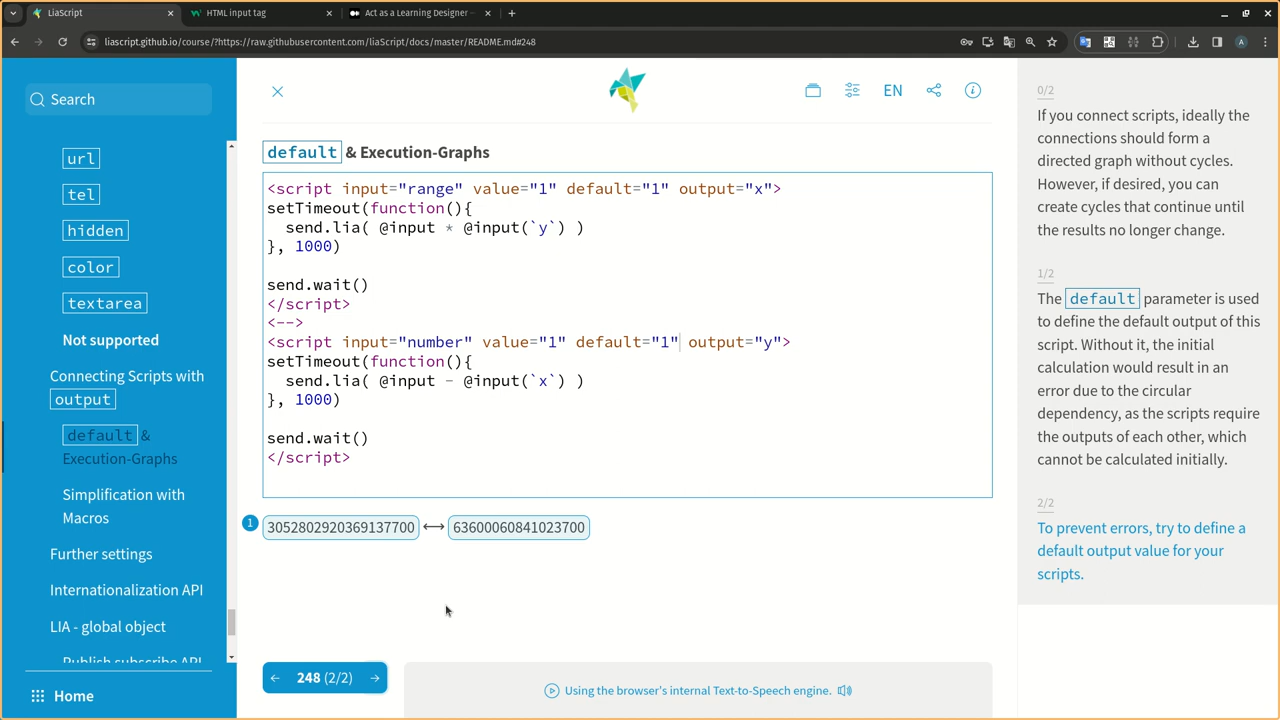 LiaScript
HTML input tag
Act as a Learning Designer
liascript.github.io/course/?https://raw.githubusercontent.com/liaScript/docs/master/README.md#248
A
Search
url
tel
hidden
color
textarea
Not supported
Connecting Scripts with
output
default &
Execution-Graphs
Simplification with
Macros
Further settings
Internationalization API
LIA - global object
Publish subscribe API
Home
EN
default & Execution-Graphs
<script input="range" value="1" default="1" output="x">
setTimeout(function(){
  send.lia( @input * @input(`y`) )
}, 1000)
send.wait()
</script>
<-->
<script input="number" value="1" default="1" output="y">
setTimeout(function(){
  send.lia( @input - @input(`x`) )
}, 1000)
send.wait()
</script>
1 3052802920369137700 ⟷ 63600060841023700
← 248 (2/2) →
Using the browser's internal Text-to-Speech engine.
0/2
If you connect scripts, ideally the
connections should form a
directed graph without cycles.
However, if desired, you can
create cycles that continue until
the results no longer change.
1/2
The default parameter is used
to define the default output of this
script. Without it, the initial
calculation would result in an
error due to the circular
dependency, as the scripts require
the outputs of each other, which
cannot be calculated initially.
2/2
To prevent errors, try to define a
default output value for your
scripts.